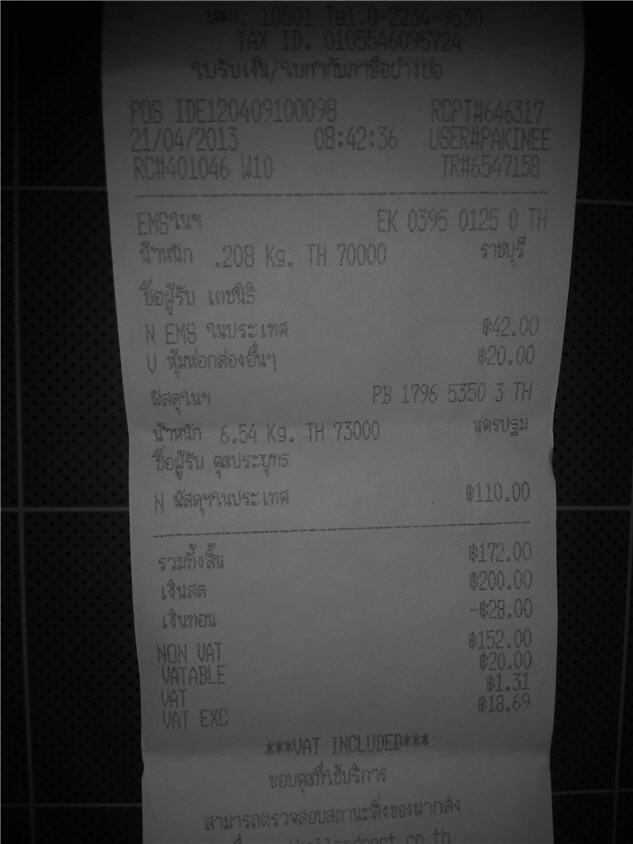 บสก. 10501 Tel.0-2234-9530
TAX ID. 0105546095724
ใบรับเงิน/ใบกำกับภาษีอย่างย่อ
POS IDE120409100098 RCPT#646317
21/04/2013 08:42:36 USER#PAKINEE
RC#401046 W10 TR#6547158
EMSในฯ EK 0395 0125 0 TH
น้ำหนัก .208 Kg. TH 70000 ราชบุรี
ชื่อผู้รับ เตชนิธิ
N EMS ในประเทศ ฿42.00
V หุ้มห่อกล่องอื่นๆ ฿20.00
พัสดุในฯ PB 1796 5350 3 TH
น้ำหนัก 6.54 Kg. TH 73000 นครปฐม
ชื่อผู้รับ คุณประยุทธ
N พัสดุฯในประเทศ ฿110.00
รวมทั้งสิ้น ฿172.00
เงินสด ฿200.00
เงินทอน -฿28.00
NON VAT ฿152.00
VATABLE ฿20.00
VAT ฿1.31
VAT EXC ฿18.69
***VAT INCLUDED***
ขอบคุณที่ใช้บริการ
สามารถตรวจสอบสถานะสิ่งของฝากส่ง